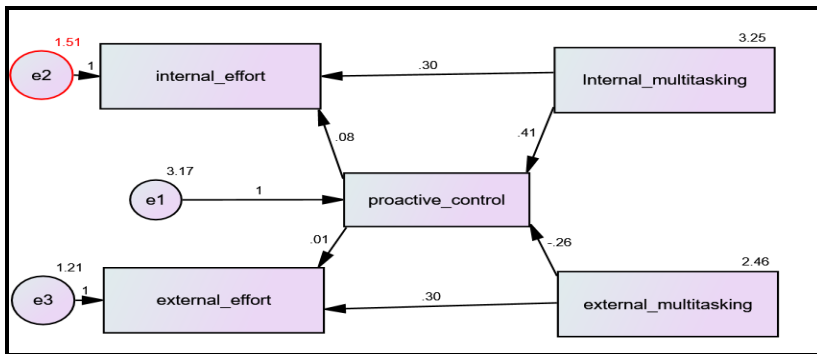 1.51
e2
1
internal_effort
.30
3.25
Internal_multitasking
.08
.41
3.17
e1
1
proactive_control
.01
-.26
1.21
e3
1
external_effort
.30
2.46
external_multitasking